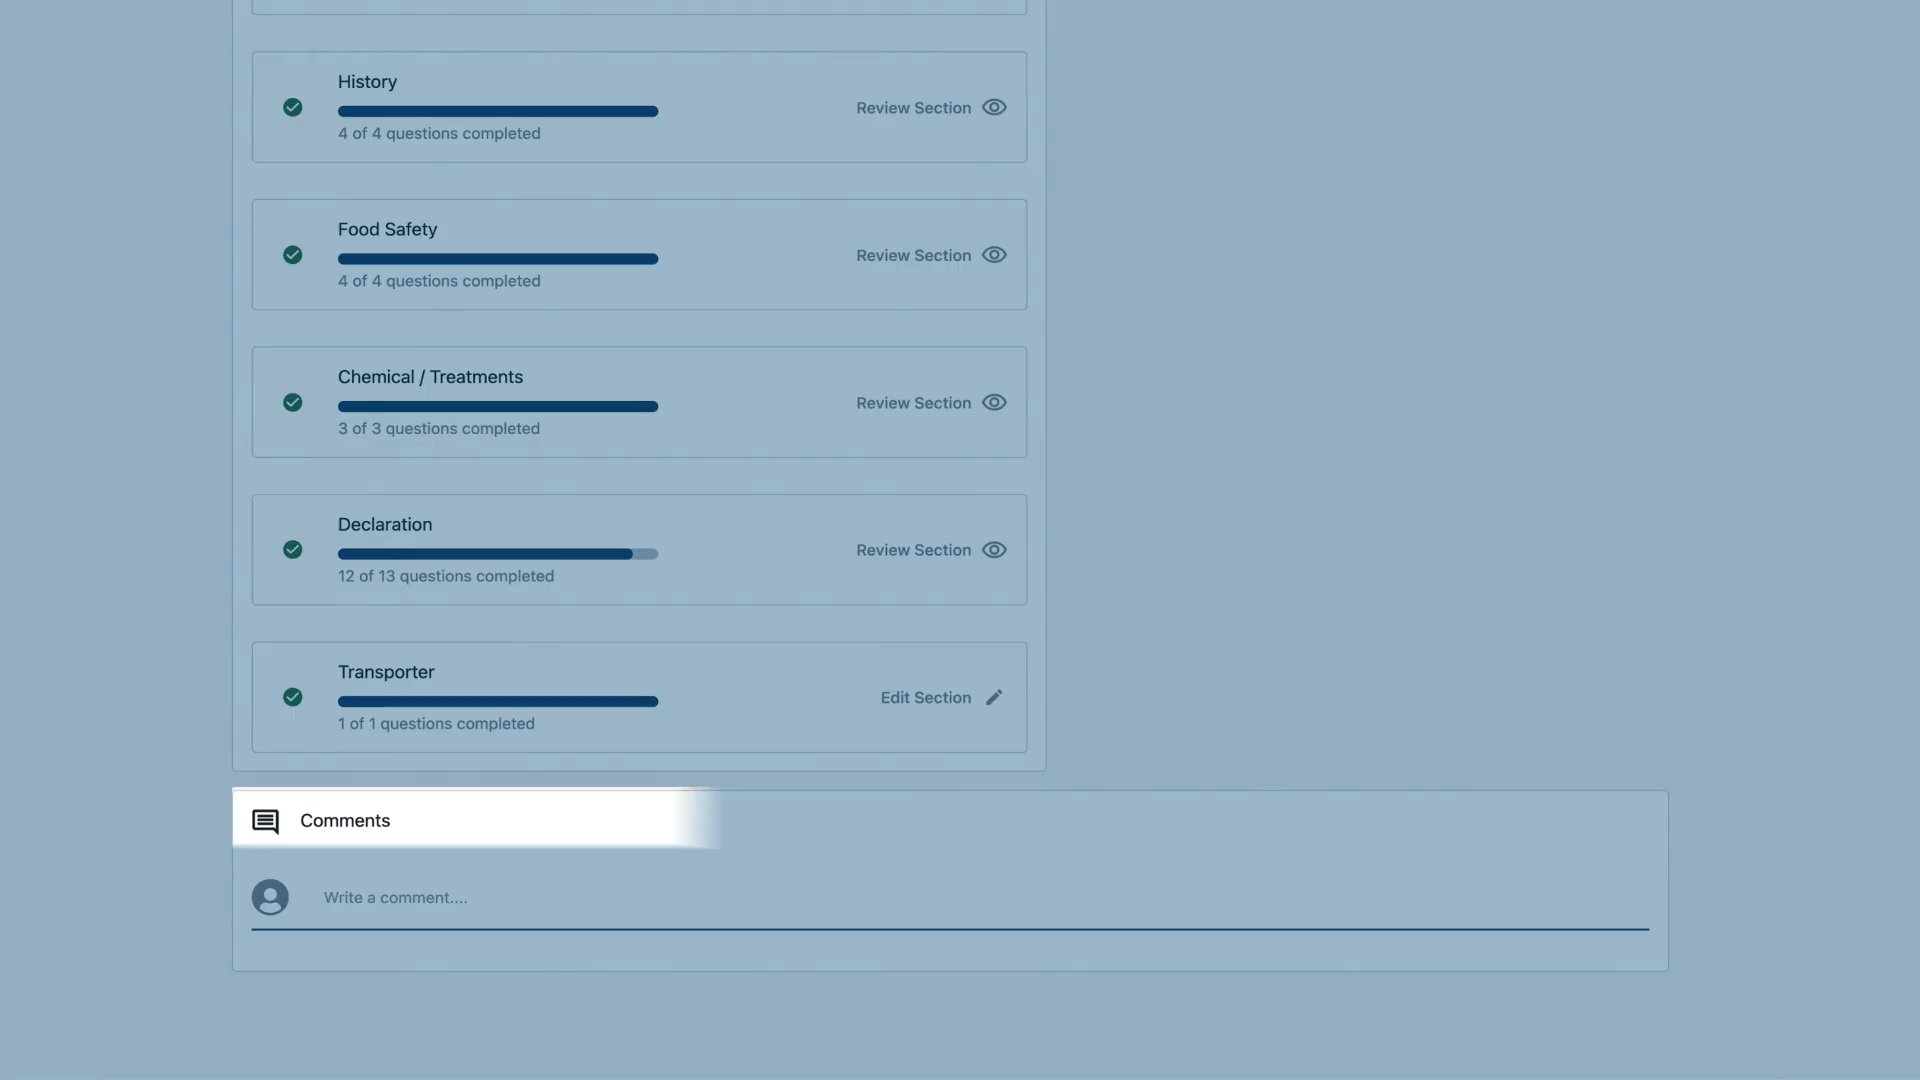 History
4 of 4 questions completed
Review Section
Food Safety
4 of 4 questions completed
Review Section
Chemical / Treatments
3 of 3 questions completed
Review Section
Declaration
12 of 13 questions completed
Review Section
Transporter
1 of 1 questions completed
Edit Section
Comments
Write a comment....